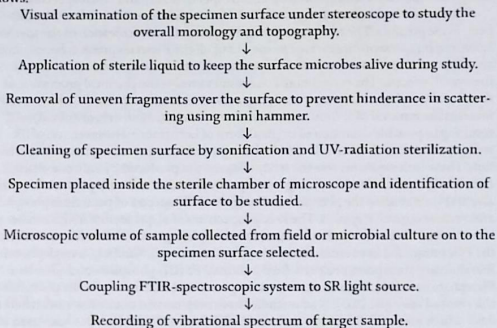 Visual examination of the specimen surface under stereoscope to study the
overall morology and topography.
↓
Application of sterile liquid to keep the surface microbes alive during study.
↓
Removal of uneven fragments over the surface to prevent hinderance in scatter-
ing using mini hammer.
↓
Cleaning of specimen surface by sonification and UV-radiation sterilization.
↓
Specimen placed inside the sterile chamber of microscope and identification of
surface to be studied.
↓
Microscopic volume of sample collected from field or microbial culture on to the
specimen surface selected.
↓
Coupling FTIR-spectroscopic system to SR light source.
↓
Recording of vibrational spectrum of target sample.